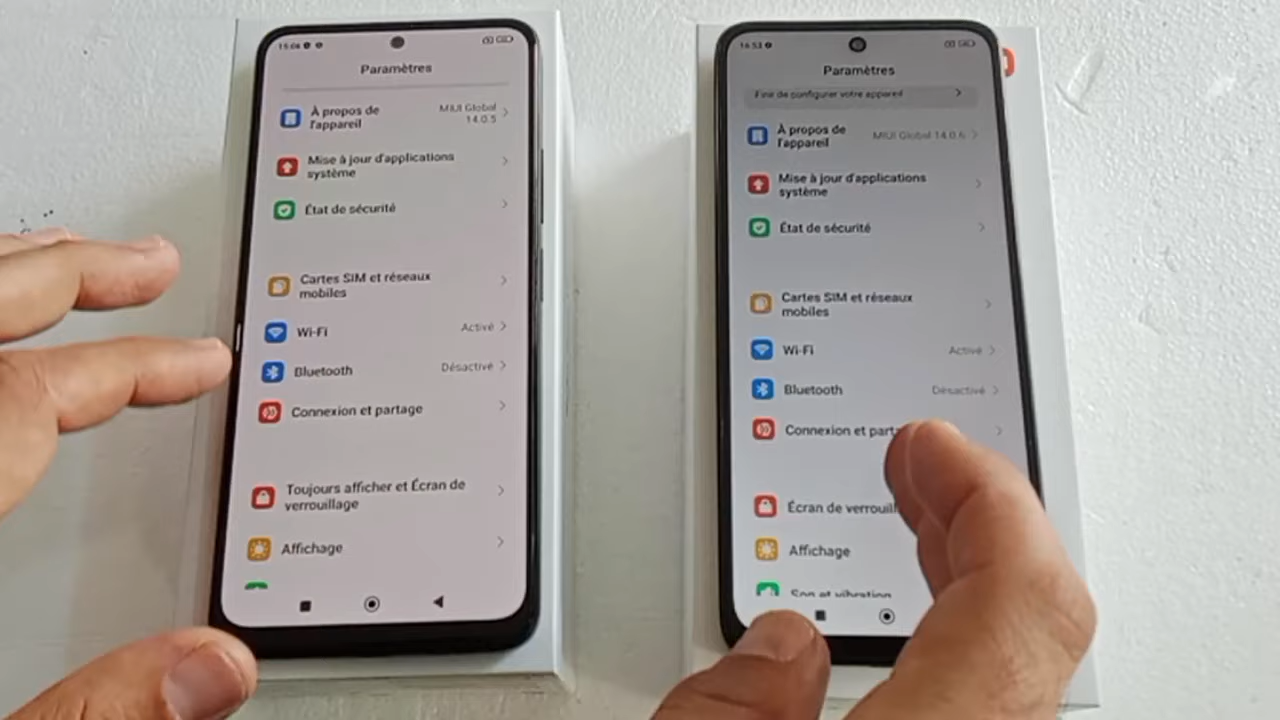 15:04
Paramètres
À propos de
l'appareil
MIUI Global
14.0.5
Mise à jour d'applications
système
État de sécurité
Cartes SIM et réseaux
mobiles
Wi-Fi
Activé
Bluetooth
Désactivé
Connexion et partage
Toujours afficher et Écran de
verrouillage
Affichage
16:53
Paramètres
de configurer votre appareil
À propos de
l'appareil
MIUI Global 14.0.6
Mise à jour d'applications
système
État de sécurité
Cartes SIM et réseaux
mobiles
Wi-Fi
Activé
Bluetooth
Désactivé
Connexion et parta
Écran de verrouill
Affichage
Son et vibration